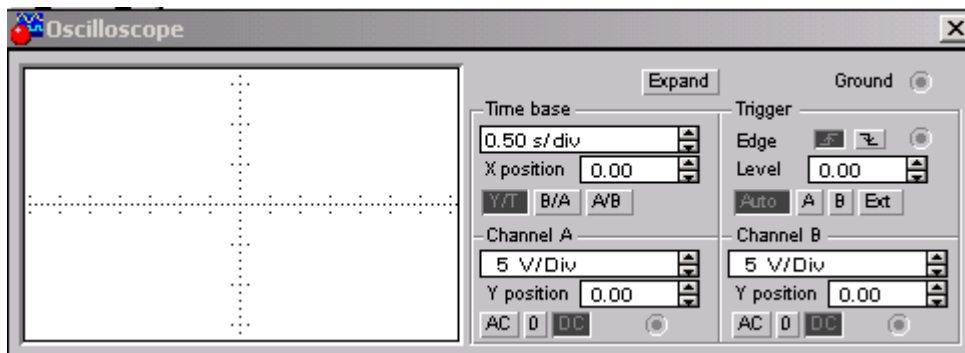 Oscilloscope
Expand
Ground
Time base
0.50 s/div
X position 0.00
Y/T B/A A/B
Trigger
Edge
Level 0.00
Auto A B Ext
Channel A
5 V/Div
Y position 0.00
AC 0 DC
Channel B
5 V/Div
Y position 0.00
AC 0 DC